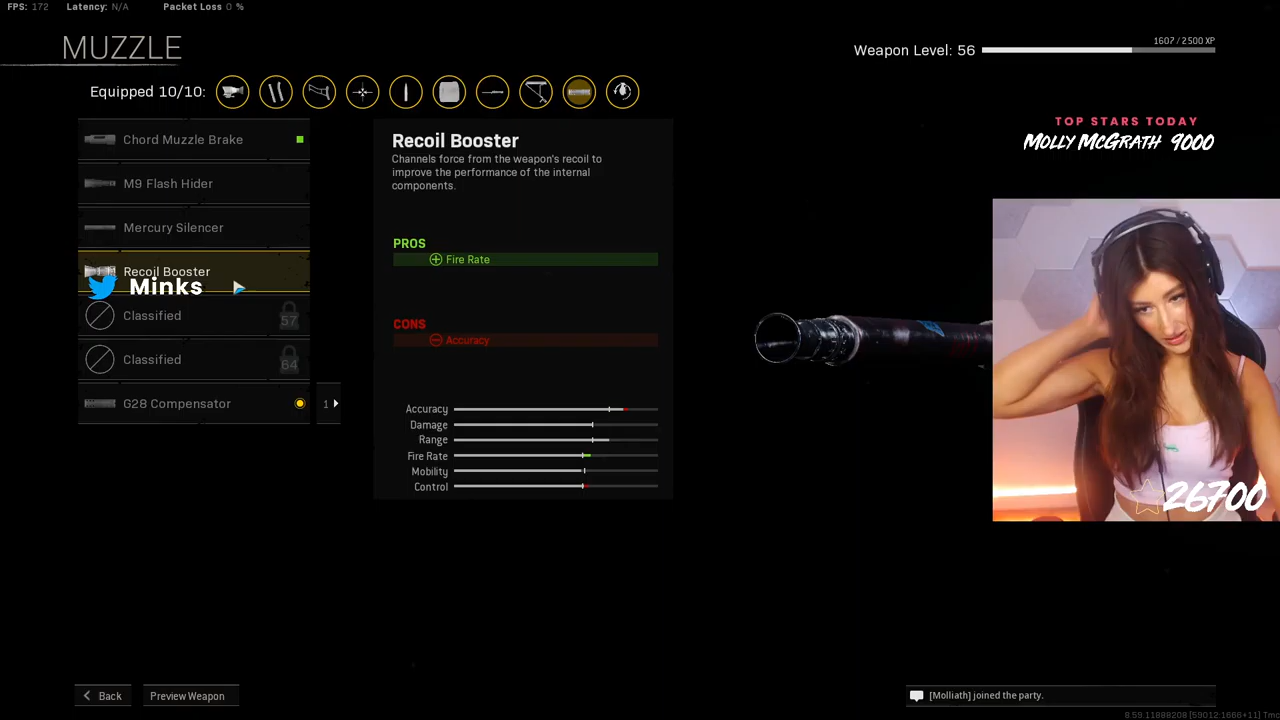 FPS: 172 Latency: N/A Packet Loss 0 %
MUZZLE
Weapon Level: 56
1607 / 2500 XP
Equipped 10/10:
Chord Muzzle Brake
M9 Flash Hider
Mercury Silencer
Recoil Booster
Minks
Classified
57
Classified
64
G28 Compensator
1
Recoil Booster
Channels force from the weapon's recoil to
improve the performance of the internal
components.
PROS
Fire Rate
CONS
Accuracy
Accuracy
Damage
Range
Fire Rate
Mobility
Control
TOP STARS TODAY
MOLLY MCGRATH 9000
26700
Back
Preview Weapon
[Molliath] joined the party.